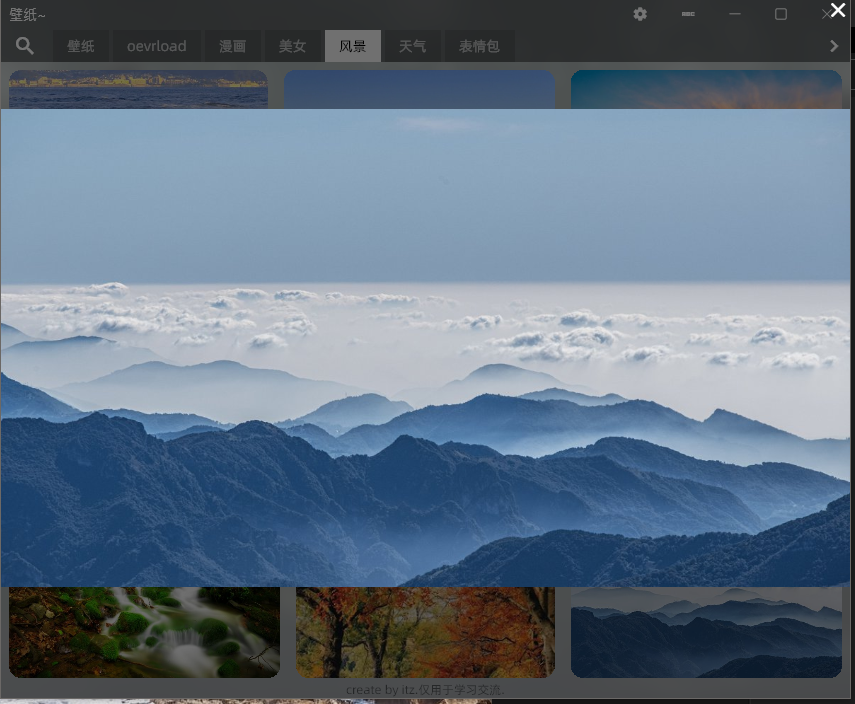 壁纸~
壁纸 oevrload 漫画 美女 风景 天气 表情包
create by itz.仅用于学习交流.